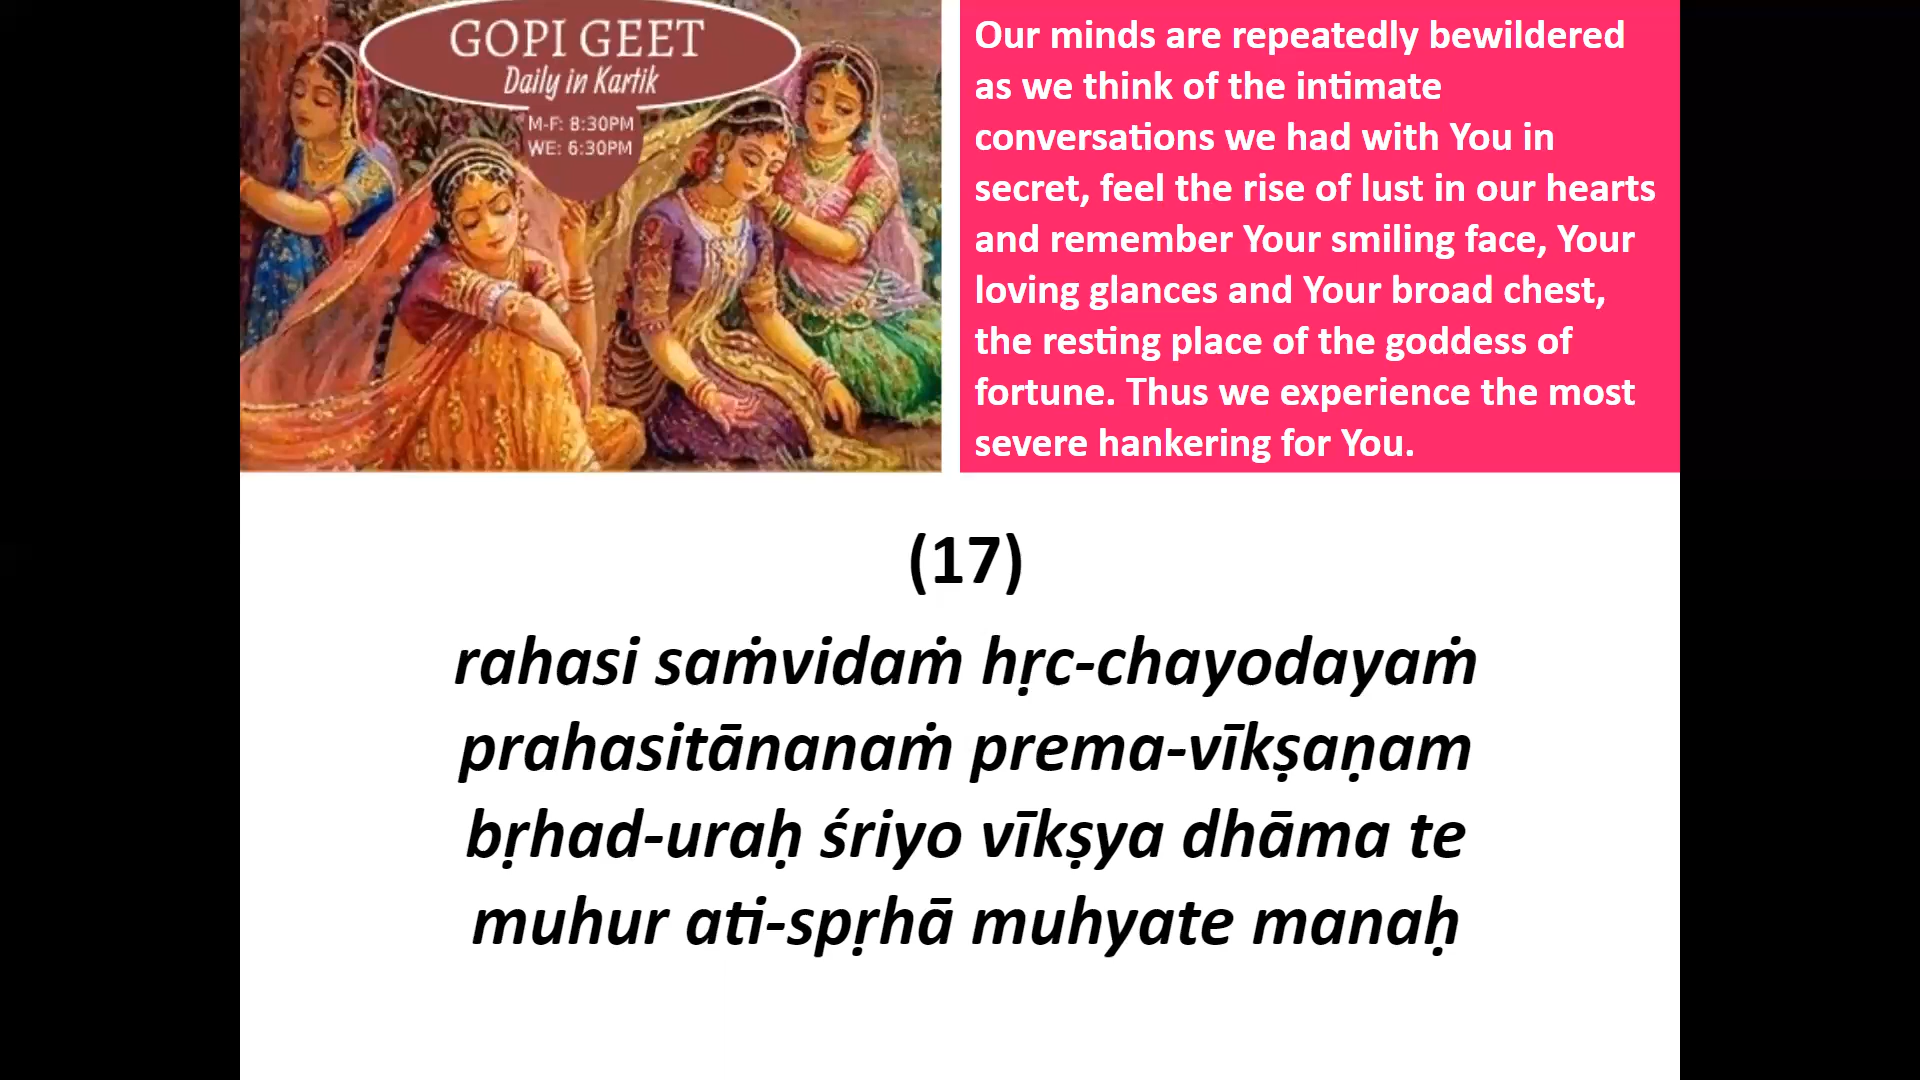 GOPI GEET
Daily in Kartik
M-F: 8:30PM
WE: 6:30PM
Our minds are repeatedly bewildered
as we think of the intimate
conversations we had with You in
secret, feel the rise of lust in our hearts
and remember Your smiling face, Your
loving glances and Your broad chest,
the resting place of the goddess of
fortune. Thus we experience the most
severe hankering for You.
(17)
rahasi saṁvidaṁ hṛc-chayodayaṁ
prahasitānanaṁ prema-vīkṣaṇam
bṛhad-uraḥ śriyo vīkṣya dhāma te
muhur ati-spṛhā muhyate manaḥ